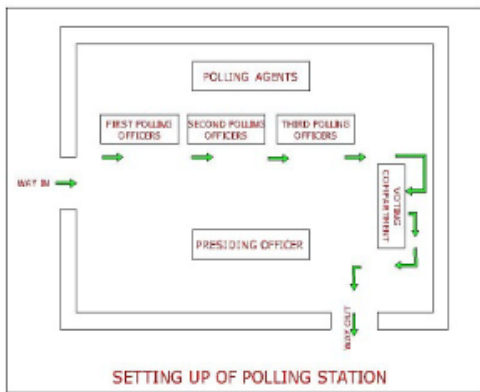 POLLING AGENTS
FIRST POLLING
OFFICERS
SECOND POLLING
OFFICERS
THIRD POLLING
OFFICERS
WAY IN
VOTING
COMPARTMENT
PRESIDING OFFICER
WAY OUT
SETTING UP OF POLLING STATION